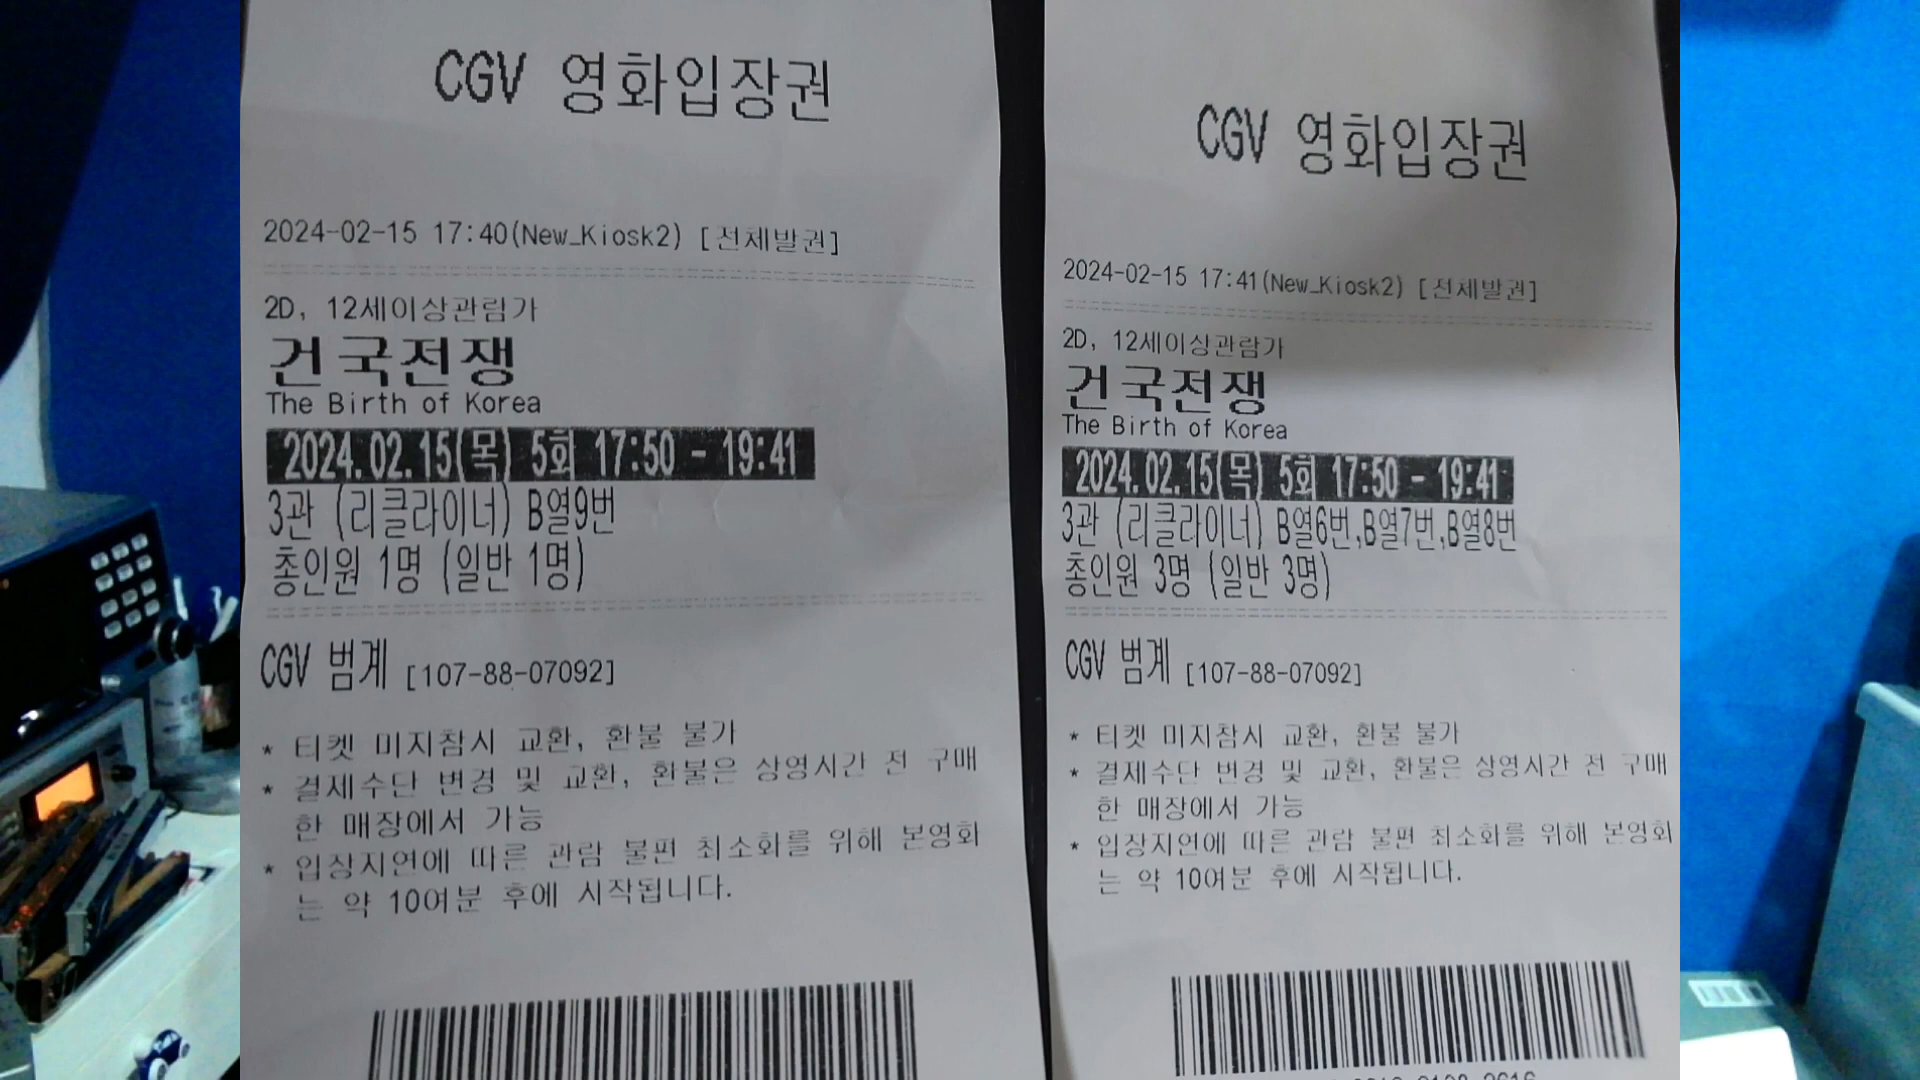 CGV 영화입장권
2024-02-15 17:40(New_Kiosk2) [전체발권]
2D, 12세이상관람가
건국전쟁
The Birth of Korea
2024.02.15(목) 5회 17:50 - 19:41
3관 (리클라이너) B열9번
총인원 1명 (일반 1명)
CGV 범계 [107-88-07092]
* 티켓 미지참시 교환, 환불 불가
* 결제수단 변경 및 교환, 환불은 상영시간 전 구매
한 매장에서 가능
* 입장지연에 따른 관람 불편 최소화를 위해 본영화
는 약 10여분 후에 시작됩니다.
CGV 영화입장권
2024-02-15 17:41(New_Kiosk2) [전체발권]
2D, 12세이상관람가
건국전쟁
The Birth of Korea
2024.02.15(목) 5회 17:50 - 19:41
3관 (리클라이너) B열6번,B열7번,B열8번
총인원 3명 (일반 3명)
CGV 범계 [107-88-07092]
* 티켓 미지참시 교환, 환불 불가
* 결제수단 변경 및 교환, 환불은 상영시간 전 구매
한 매장에서 가능
* 입장지연에 따른 관람 불편 최소화를 위해 본영화
는 약 10여분 후에 시작됩니다.